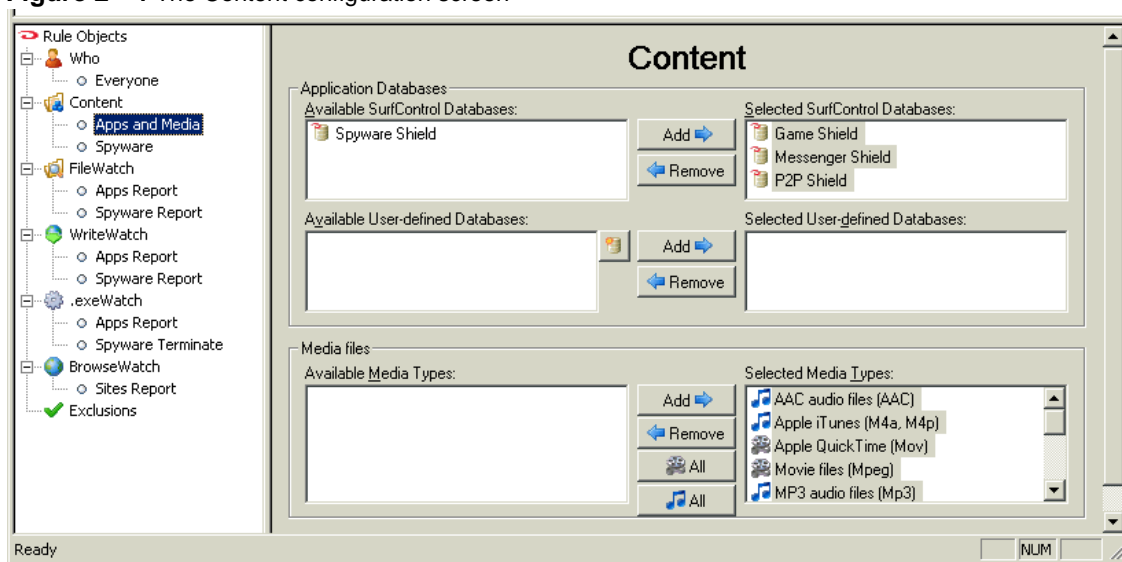 Rule Objects
Who
Everyone
Content
Apps and Media
Spyware
FileWatch
Apps Report
Spyware Report
WriteWatch
Apps Report
Spyware Report
.exeWatch
Apps Report
Spyware Terminate
BrowseWatch
Sites Report
Exclusions
Content
Application Databases
Available SurfControl Databases:
Spyware Shield
Add
Remove
Selected SurfControl Databases:
Game Shield
Messenger Shield
P2P Shield
Available User-defined Databases:
Add
Remove
Selected User-defined Databases:
Media files
Available Media Types:
Add
Remove
All
All
Selected Media Types:
AAC audio files (AAC)
Apple iTunes (M4a, M4p)
Apple QuickTime (Mov)
Movie files (Mpeg)
MP3 audio files (Mp3)
Ready
NUM